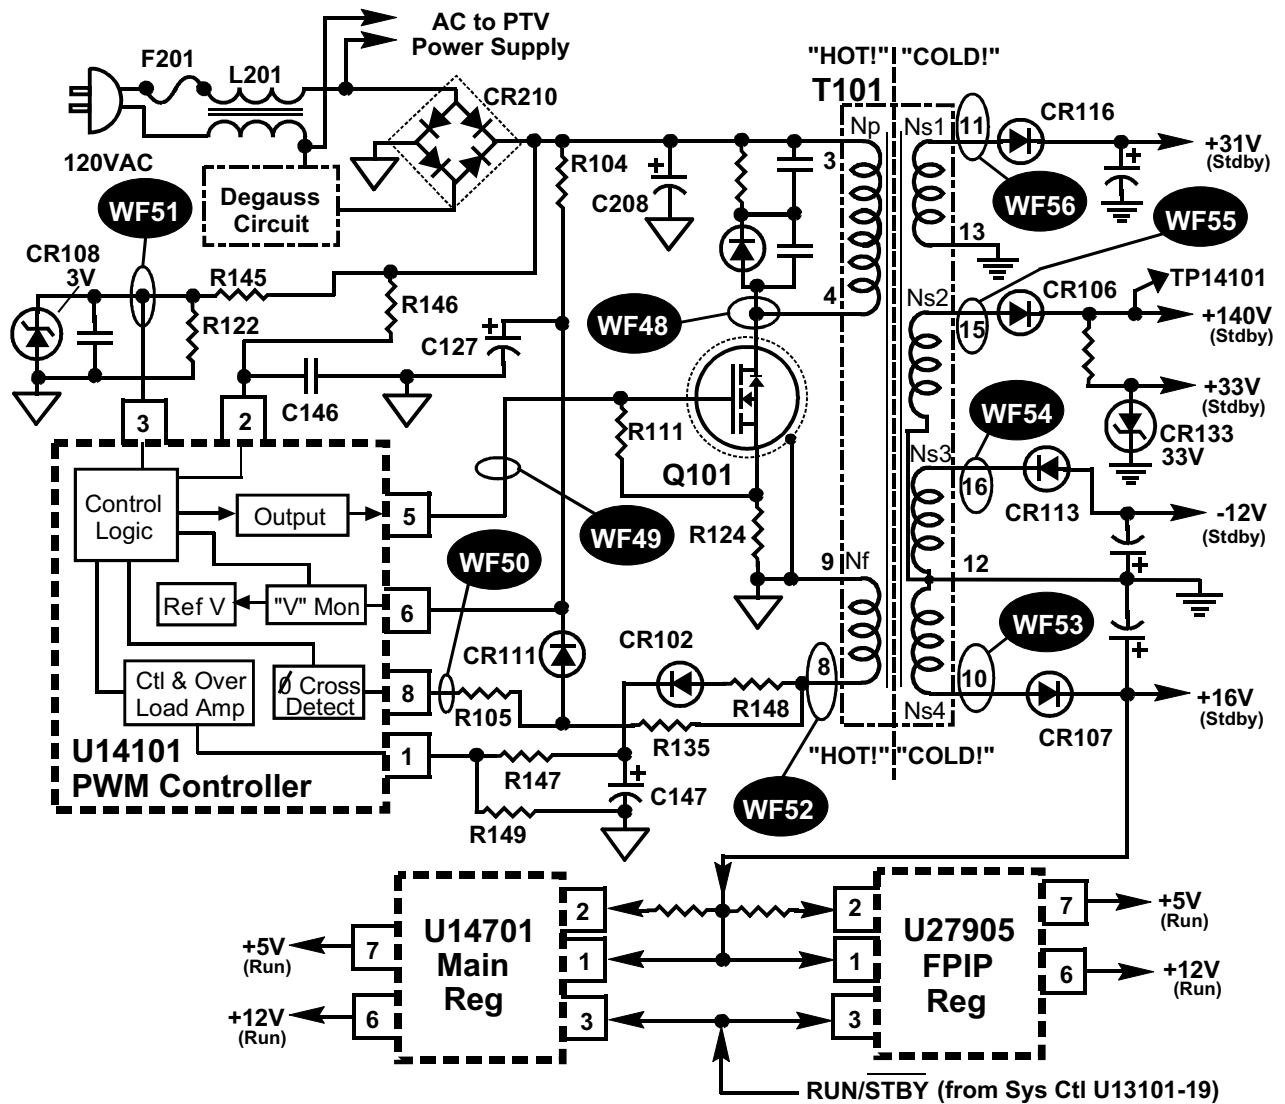 AC to PTV
Power Supply
F201
L201
CR210
120VAC
Degauss
Circuit
WF51
CR108
3V
R145
R122
R146
C127
C146
R104
C208
"HOT!" "COLD!"
T101
Np
3
4
Ns1
11
CR116
+31V
(Stdby)
WF56
WF55
13
TP14101
Ns2
15
CR106
+140V
(Stdby)
WF48
+33V
(Stdby)
CR133
33V
WF54
Ns3
16
CR113
-12V
(Stdby)
R111
Q101
R124
WF49
WF50
9
Nf
12
3
2
Control
Logic
Output
5
Ref V
"V" Mon
6
Ctl & Over
Load Amp
Ø Cross
Detect
8
1
U14101
PWM Controller
CR111
CR102
R105
R148
R135
8
R147
R149
C147
WF52
WF53
10
Ns4
CR107
+16V
(Stdby)
"HOT!" "COLD!"
U14701
Main
Reg
2
1
3
7
6
+5V
(Run)
+12V
(Run)
U27905
FPIP
Reg
2
1
3
7
6
+5V
(Run)
+12V
(Run)
RUN/STBY (from Sys Ctl U13101-19)